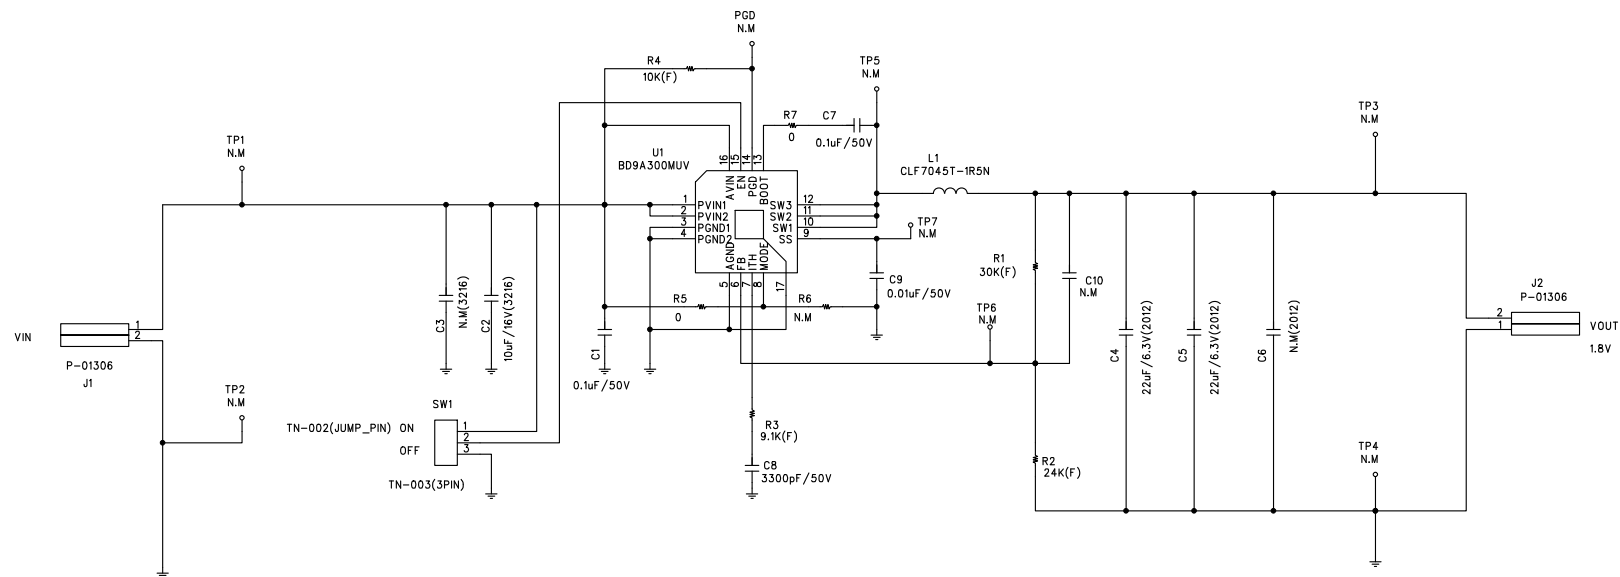 PGD
N.M
R4
10K(F)
TP5
N.M
R7
0
C7
0.1uF/50V
TP3
N.M
TP1
N.M
U1
BD9A300MUV
16
15
14
13
AVIN
EN
PGD
BOOT
L1
CLF7045T-1R5N
1
PVIN1
2
PVIN2
3
PGND1
4
PGND2
SW3
12
SW2
11
SW1
10
SS
9
TP7
N.M
AGND
FB
ITH
MODE
5
6
7
8
17
R1
30K(F)
C10
N.M
C9
0.01uF/50V
C3
N.M(3216)
C2
10uF/16V(3216)
R5
0
R6
N.M
TP6
N.M
J2
P-01306
2
1
VOUT
1.8V
VIN
1
2
P-01306
J1
C1
0.1uF/50V
C4
22uF/6.3V(2012)
C5
22uF/6.3V(2012)
C6
N.M(2012)
TP2
N.M
SW1
TN-002(JUMP_PIN) ON
OFF
1
2
3
TN-003(3PIN)
R3
9.1K(F)
C8
3300pF/50V
R2
24K(F)
TP4
N.M